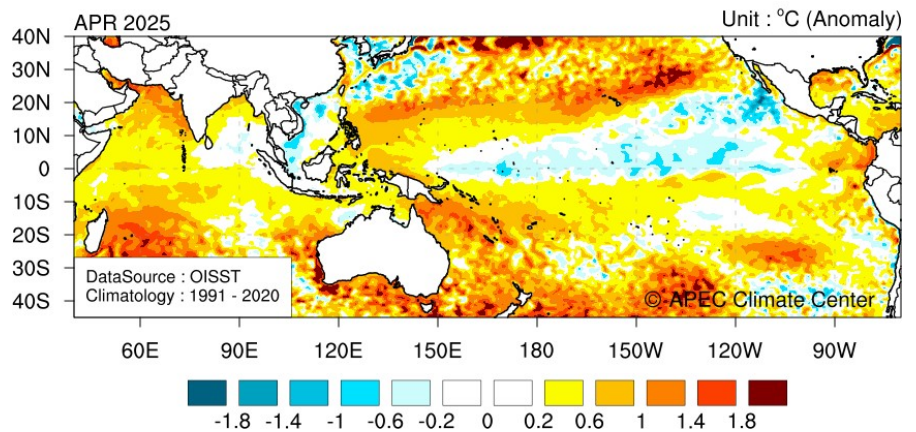 APR 2025
Unit : °C (Anomaly)
40N
30N
20N
10N
0
10S
20S
30S
40S
DataSource : OISST
Climatology : 1991 - 2020
© APEC Climate Center
60E 90E 120E 150E 180 150W 120W 90W
-1.8 -1.4 -1 -0.6 -0.2 0 0.2 0.6 1 1.4 1.8